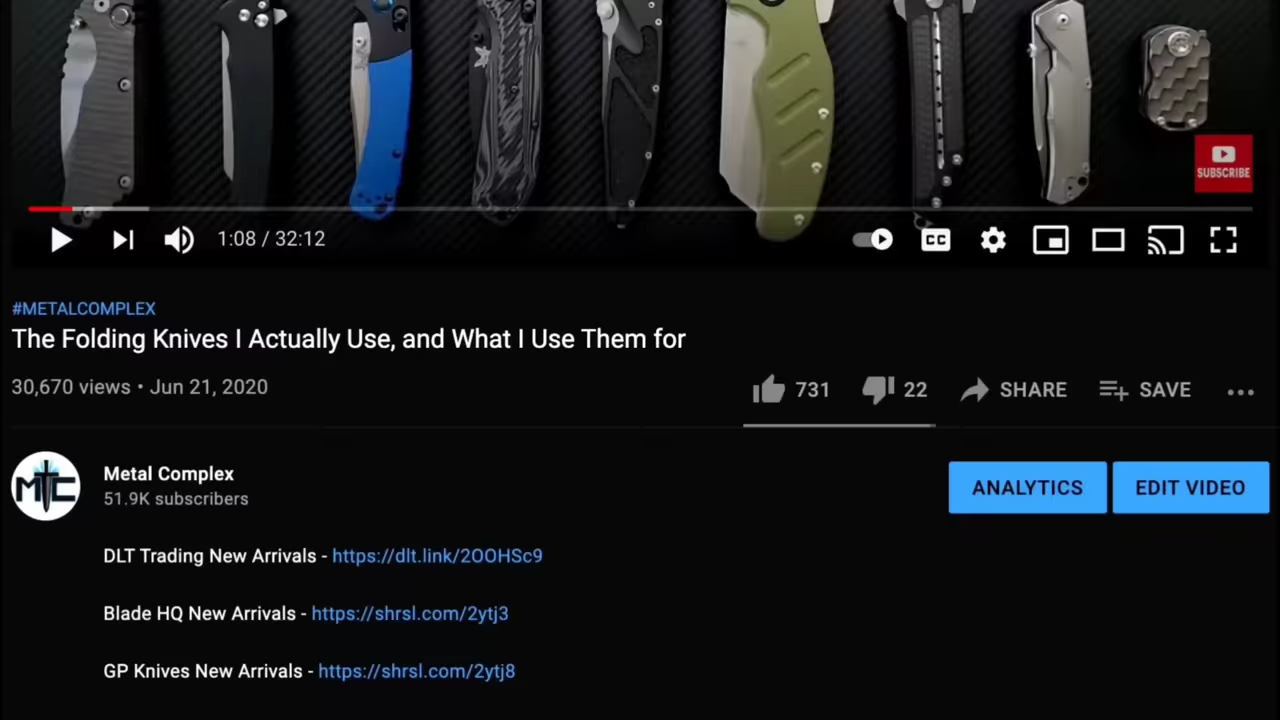 SUBSCRIBE
1:08 / 32:12
CC
#METALCOMPLEX
The Folding Knives I Actually Use, and What I Use Them for
30,670 views • Jun 21, 2020
731 22 SHARE SAVE
MTC
Metal Complex
51.9K subscribers
ANALYTICS EDIT VIDEO
DLT Trading New Arrivals - https://dlt.link/2OOHSc9
Blade HQ New Arrivals - https://shrsl.com/2ytj3
GP Knives New Arrivals - https://shrsl.com/2ytj8